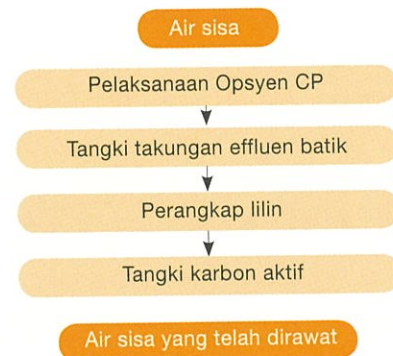 Air sisa
Pelaksanaan Opsyen CP
Tangki takungan effluen batik
Perangkap lilin
Tangki karbon aktif
Air sisa yang telah dirawat